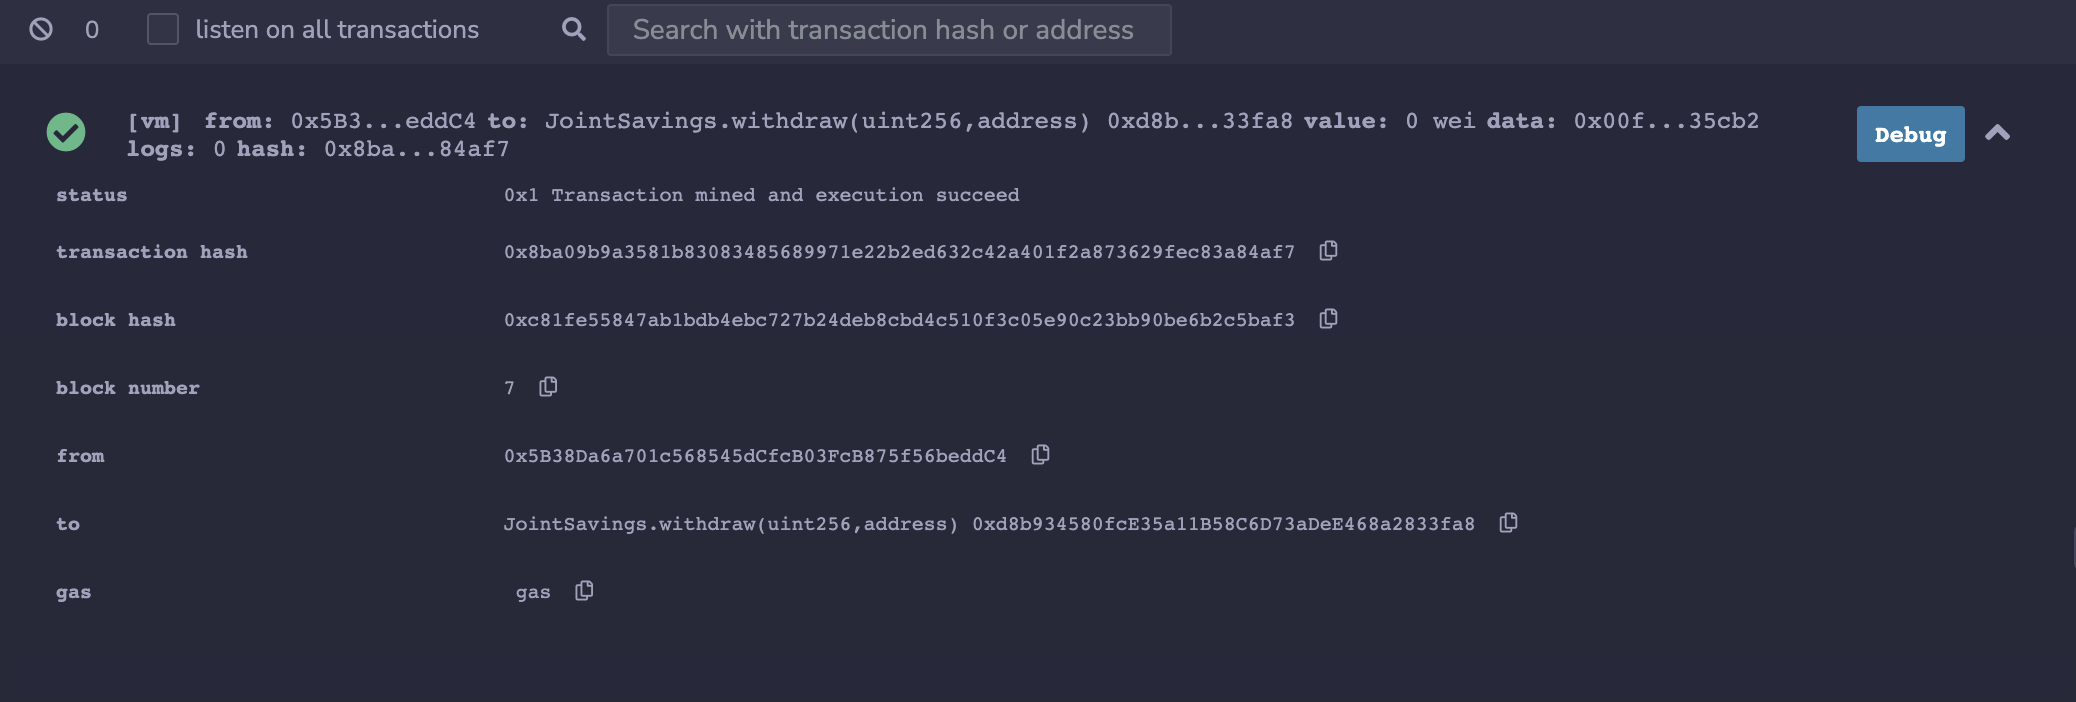 0 listen on all transactions Search with transaction hash or address
[vm] from: 0x5B3...eddC4 to: JointSavings.withdraw(uint256,address) 0xd8b...33fa8 value: 0 wei data: 0x00f...35cb2
logs: 0 hash: 0x8ba...84af7
Debug
status 0x1 Transaction mined and execution succeed
transaction hash 0x8ba09b9a3581b83083485689971e22b2ed632c42a401f2a873629fec83a84af7
block hash 0xc81fe55847ab1bdb4ebc727b24deb8cbd4c510f3c05e90c23bb90be6b2c5baf3
block number 7
from 0x5B38Da6a701c568545dCfcB03FcB875f56beddC4
to JointSavings.withdraw(uint256,address) 0xd8b934580fcE35a11B58C6D73aDeE468a2833fa8
gas gas